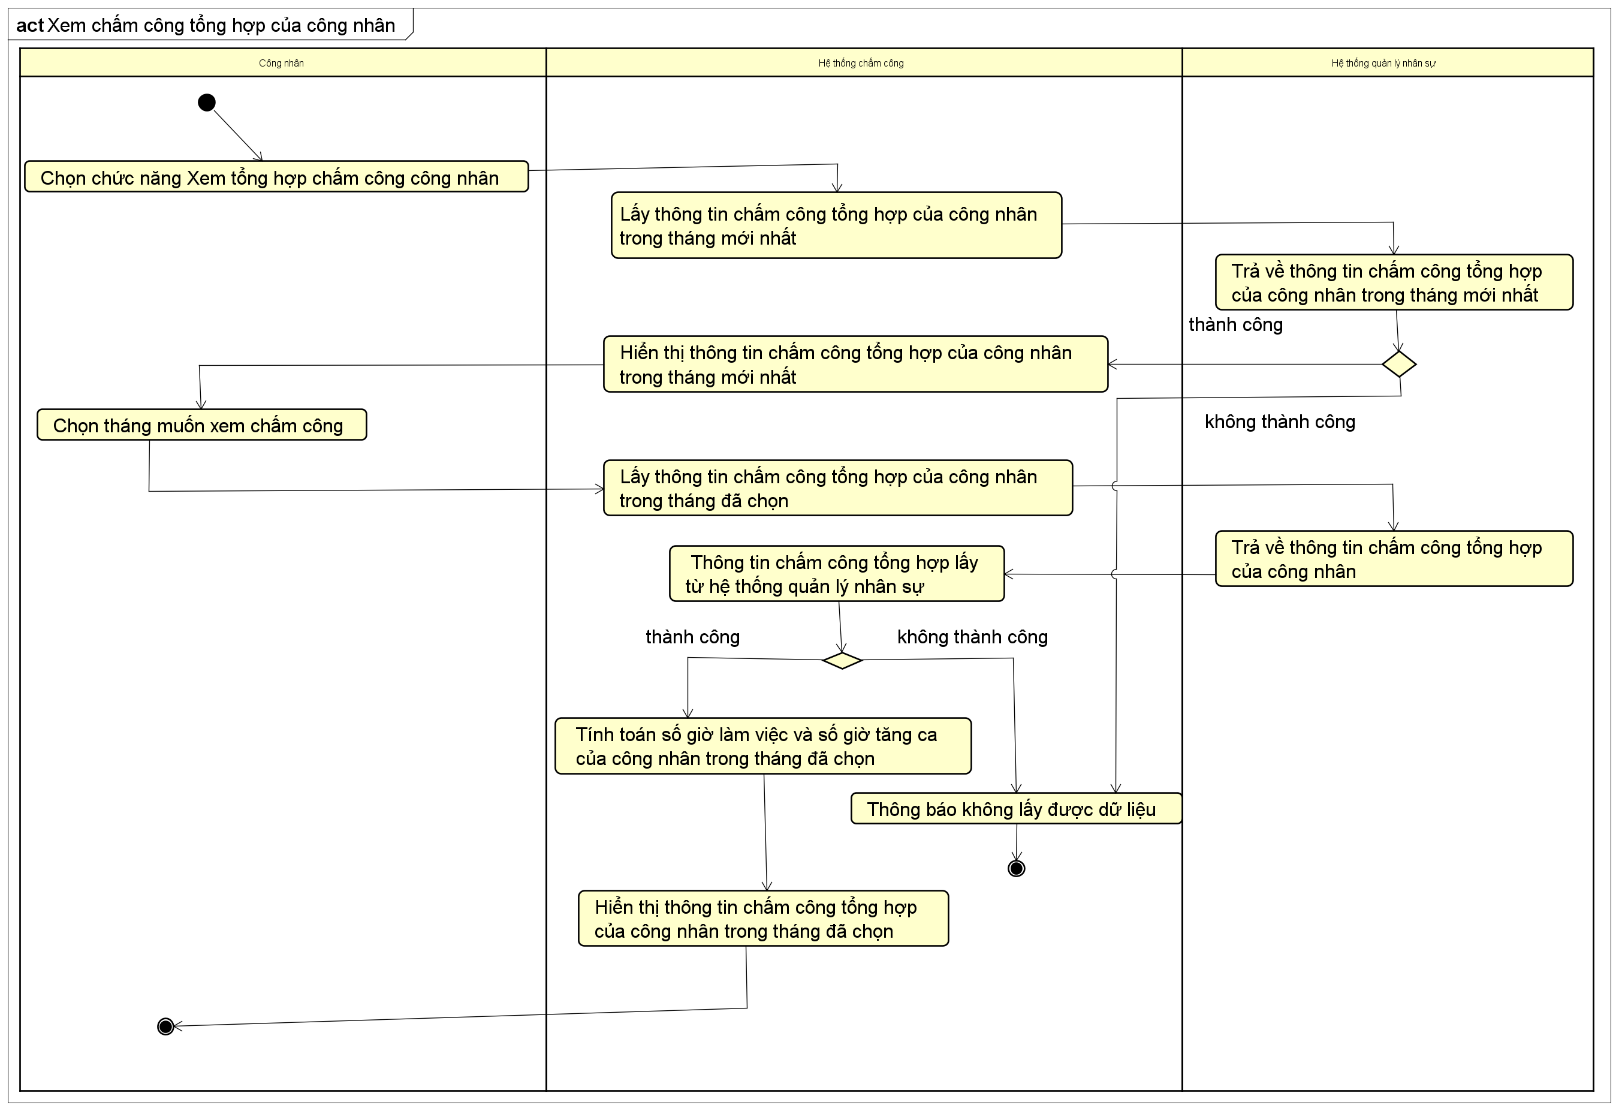 act Xem chấm công tổng hợp của công nhân
Công nhân
Hệ thống chấm công
Hệ thống quản lý nhân sự
Chọn chức năng Xem tổng hợp chấm công công nhân
Lấy thông tin chấm công tổng hợp của công nhân
trong tháng mới nhất
Trả về thông tin chấm công tổng hợp
của công nhân trong tháng mới nhất
thành công
Hiển thị thông tin chấm công tổng hợp của công nhân
trong tháng mới nhất
không thành công
Chọn tháng muốn xem chấm công
Lấy thông tin chấm công tổng hợp của công nhân
trong tháng đã chọn
Trả về thông tin chấm công tổng hợp
của công nhân
Thông tin chấm công tổng hợp lấy
từ hệ thống quản lý nhân sự
thành công
không thành công
Tính toán số giờ làm việc và số giờ tăng ca
của công nhân trong tháng đã chọn
Thông báo không lấy được dữ liệu
Hiển thị thông tin chấm công tổng hợp
của công nhân trong tháng đã chọn